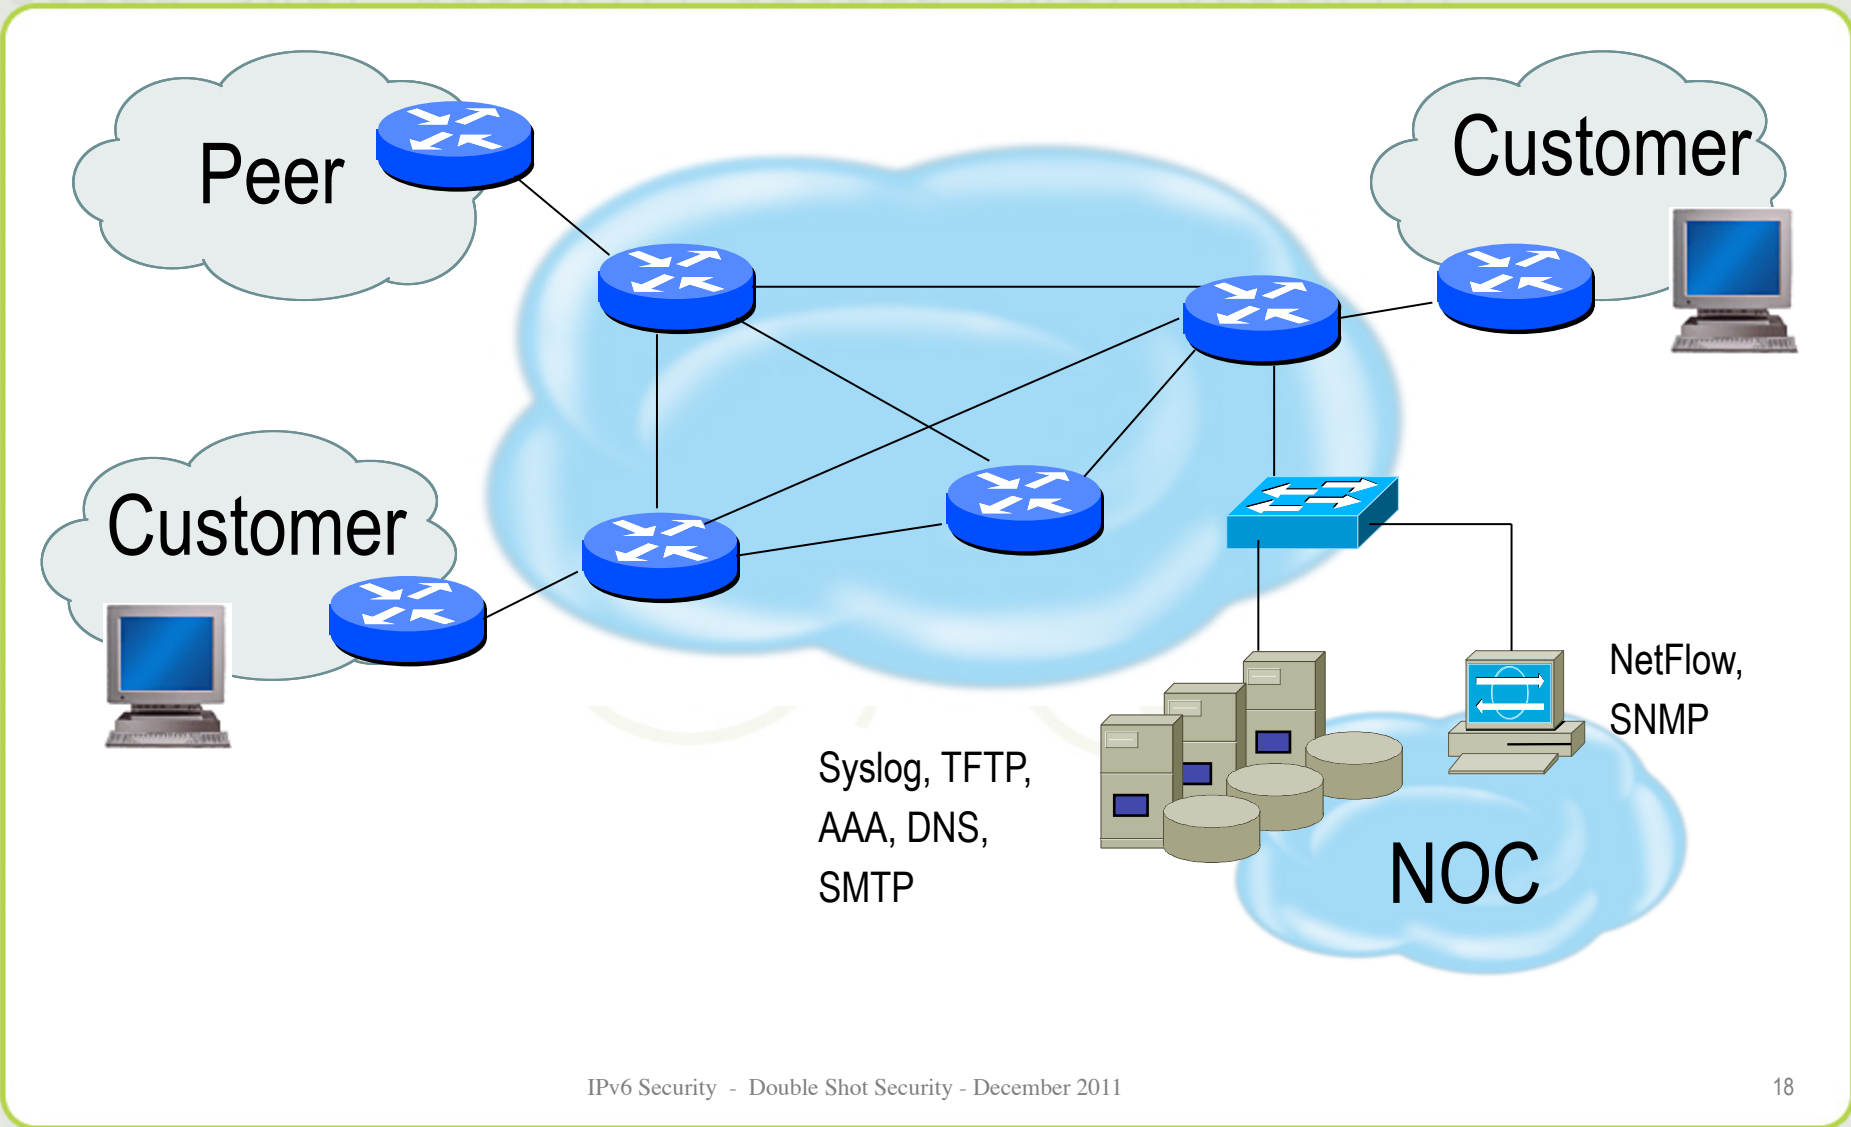 Peer
Customer
Customer
NetFlow,
SNMP
Syslog, TFTP,
AAA, DNS,
SMTP
NOC
IPv6 Security - Double Shot Security - December 2011
18